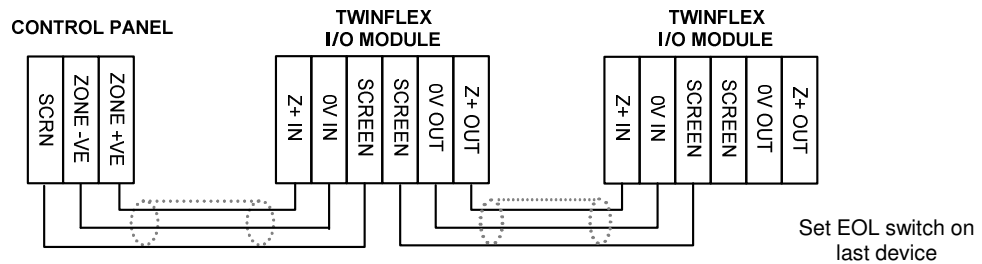 CONTROL PANEL
SCRN
ZONE -VE
ZONE +VE
TWINFLEX
I/O MODULE
Z+ IN
0V IN
SCREEN
SCREEN
0V OUT
Z+ OUT
TWINFLEX
I/O MODULE
Z+ IN
0V IN
SCREEN
SCREEN
0V OUT
Z+ OUT
Set EOL switch on
last device